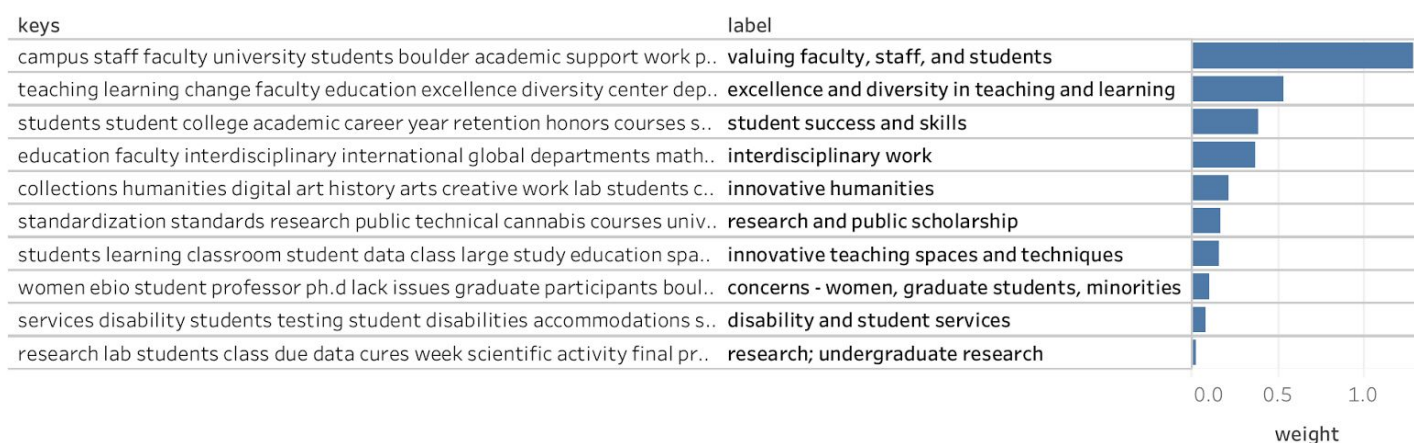 keys label
campus staff faculty university students boulder academic support work p.. valuing faculty, staff, and students
teaching learning change faculty education excellence diversity center dep.. excellence and diversity in teaching and learning
students student college academic career year retention honors courses s.. student success and skills
education faculty interdisciplinary international global departments math.. interdisciplinary work
collections humanities digital art history arts creative work lab students c.. innovative humanities
standardization standards research public technical cannabis courses univ.. research and public scholarship
students learning classroom student data class large study education spa.. innovative teaching spaces and techniques
women ebio student professor ph.d lack issues graduate participants boul.. concerns - women, graduate students, minorities
services disability students testing student disabilities accommodations s.. disability and student services
research lab students class due data cures week scientific activity final pr.. research; undergraduate research
0.0 0.5 1.0
weight